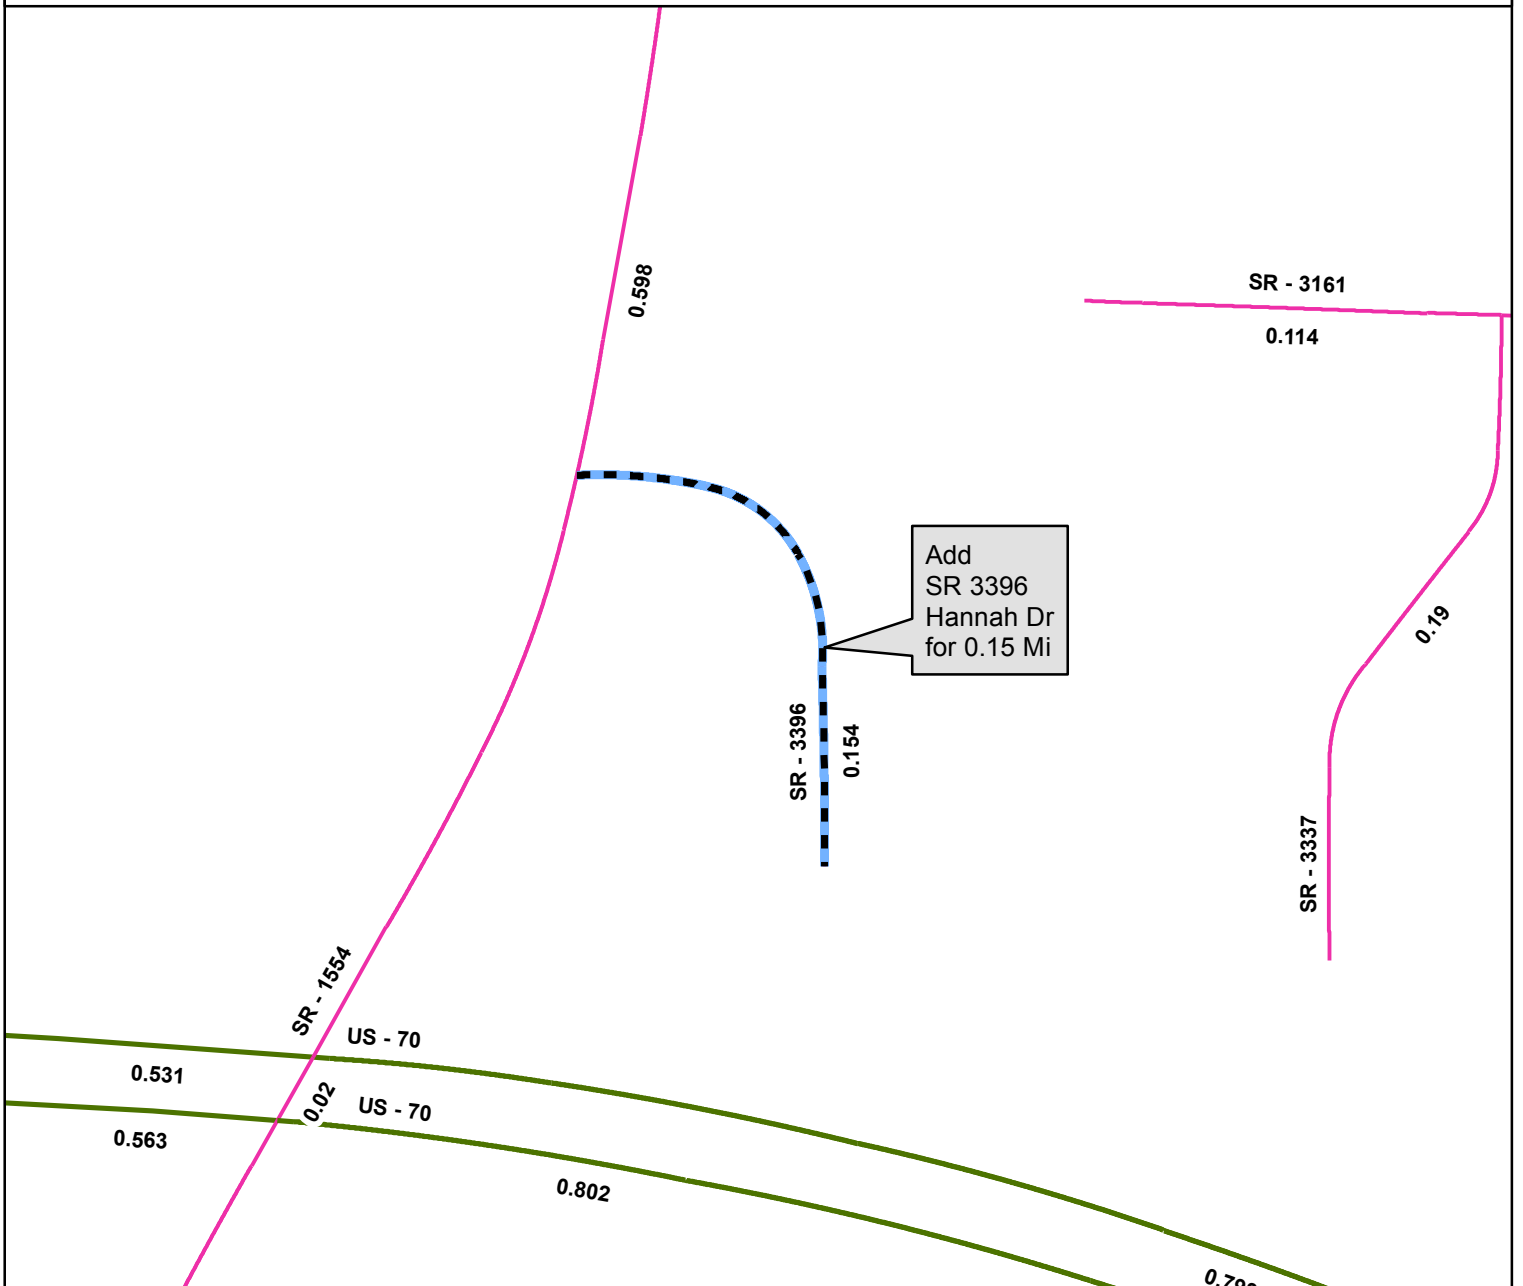 0.598
SR - 3161
0.114
Add
SR 3396
Hannah Dr
for 0.15 Mi
0.19
SR - 3396
0.154
SR - 3337
SR - 1554
US - 70
0.531
0.02
US - 70
0.563
0.802